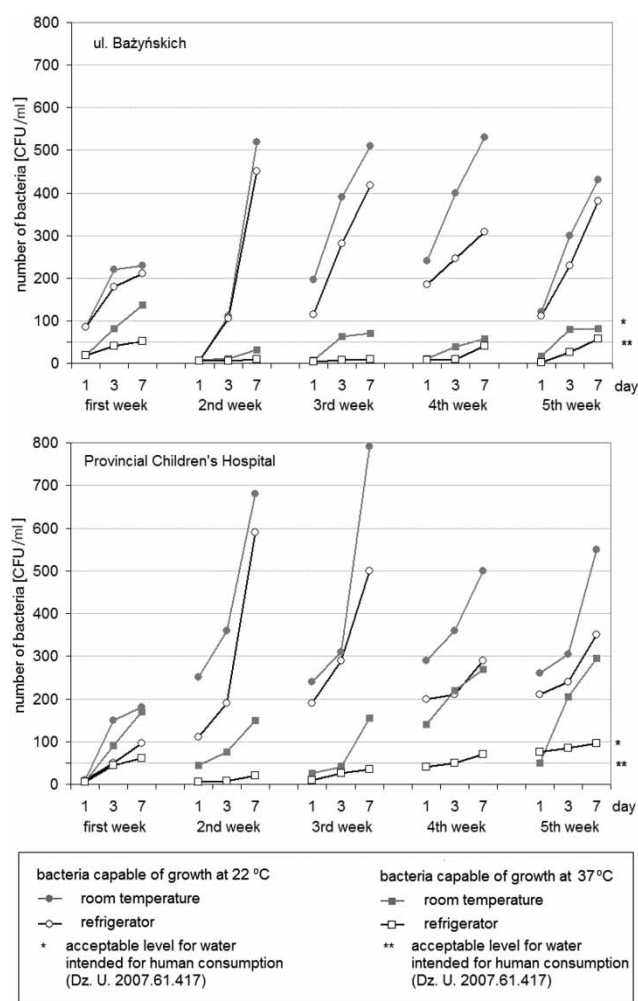 ul. Bażyńskich
number of bacteria [CFU/ml]
800
700
600
500
400
300
200
100
0
*
**
1 3 7 1 3 7 1 3 7 1 3 7 1 3 7 day
first week 2nd week 3rd week 4th week 5th week
Provincial Children's Hospital
number of bacteria [CFU/ml]
800
700
600
500
400
300
200
100
0
*
**
1 3 7 1 3 7 1 3 7 1 3 7 1 3 7 day
first week 2nd week 3rd week 4th week 5th week
bacteria capable of growth at 22 ºC
room temperature
refrigerator
* acceptable level for water
intended for human consumption
(Dz. U. 2007.61.417)
bacteria capable of growth at 37ºC
room temperature
refrigerator
** acceptable level for water
intended for human consumption
(Dz. U. 2007.61.417)